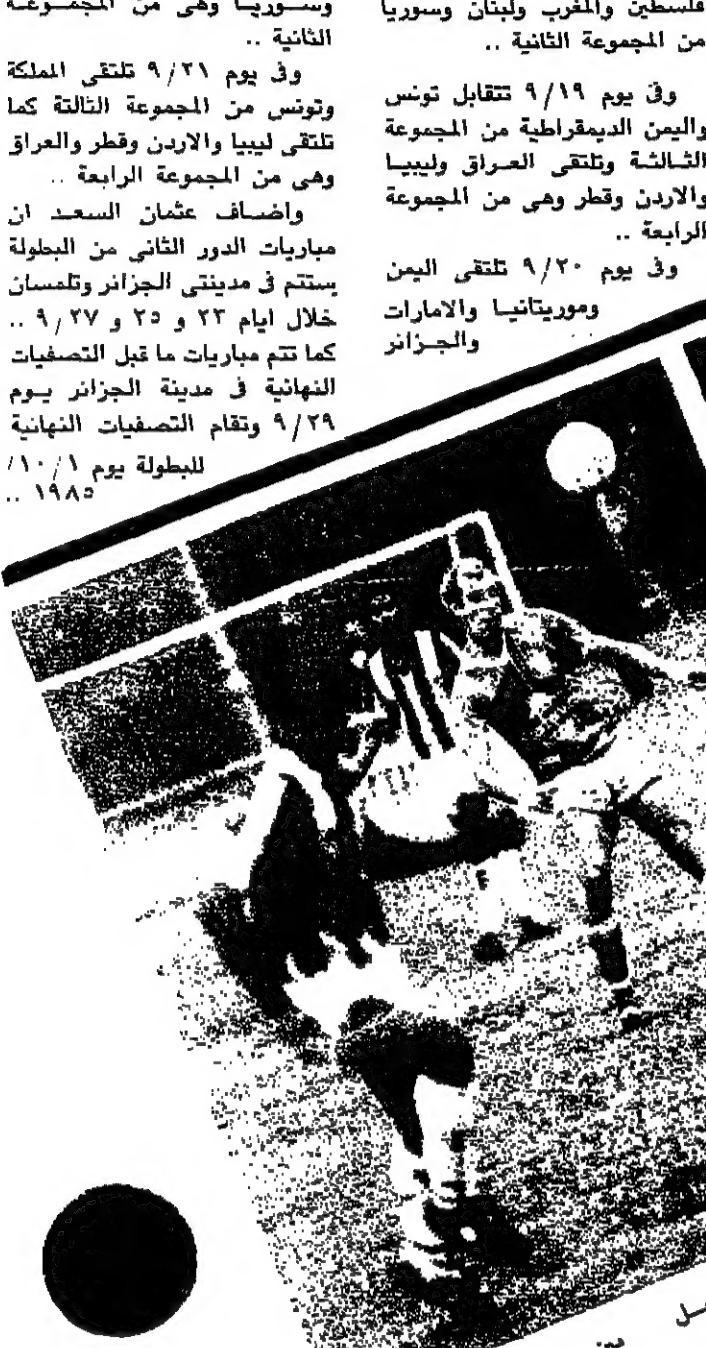 فلسطين والمغرب ولبنان وسوريا
من المجموعة الثانية ..
وفى يوم ٩/١٩ تتقابل تونس
واليمن الديمقراطية من المجموعة
الثالثة وتلتقى العراق وليبيا
والاردن وقطر وهى من المجموعة
الرابعة ..
وفى يوم ٩/٢٠ تلتقى اليمن
وموريتانيا والامارات
والجزائر
وسوريا وهى من المجموعة
الثانية ..
وفى يوم ٩/٢١ تلتقى المملكة
وتونس من المجموعة الثالثة كما
تلتقى ليبيا والاردن وقطر والعراق
وهى من المجموعة الرابعة ..
واضاف عثمان السعد ان
مباريات الدور الثانى من البطولة
ستتم فى مدينتى الجزائر وتلمسان
خلال ايام ٢٣ و ٢٥ و ٩/٢٧ ..
كما تتم مباريات ما قبل التصفيات
النهائية فى مدينة الجزائر يوم
٩/٢٩ وتقام التصفيات النهائية
للبطولة يوم ١٠/١/
١٩٨٥ ..